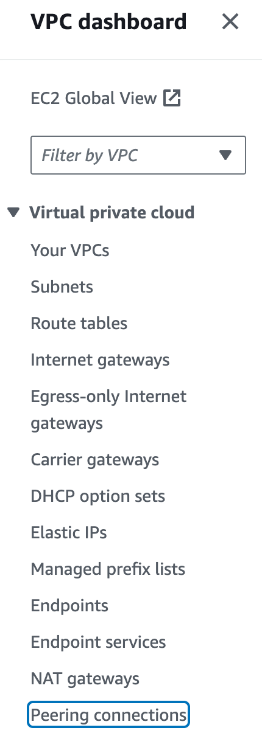 VPC dashboard
EC2 Global View
Filter by VPC
Virtual private cloud
Your VPCs
Subnets
Route tables
Internet gateways
Egress-only Internet
gateways
Carrier gateways
DHCP option sets
Elastic IPs
Managed prefix lists
Endpoints
Endpoint services
NAT gateways
Peering connections